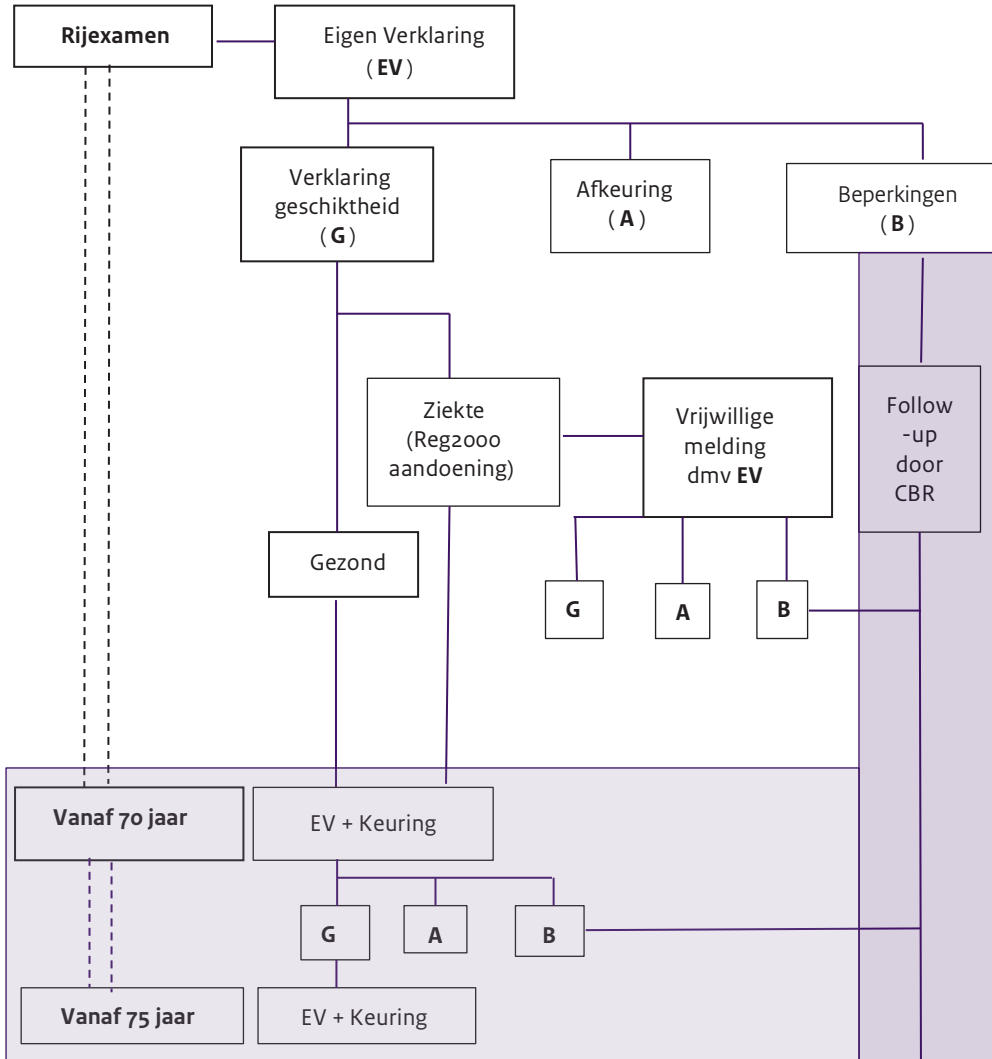 Rijexamen
Eigen Verklaring
( EV )
Verklaring
geschiktheid
( G )
Afkeuring
( A )
Beperkingen
( B )
Ziekte
(Reg2000
aandoening)
Vrijwillige
melding
dmv EV
Follow
-up
door
CBR
Gezond
G
A
B
Vanaf 70 jaar
EV + Keuring
G
A
B
Vanaf 75 jaar
EV + Keuring